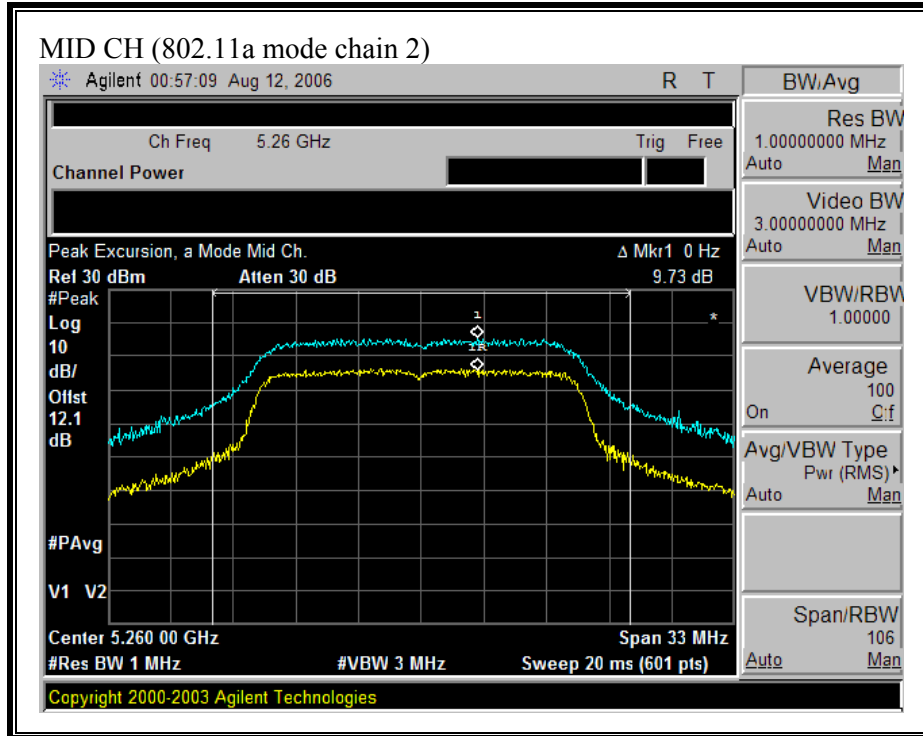 MID CH (802.11a mode chain 2)
Agilent 00:57:09 Aug 12, 2006 R T
BW/Avg
Ch Freq 5.26 GHz Trig Free
Channel Power
Res BW
1.00000000 MHz
Auto Man
Video BW
3.00000000 MHz
Auto Man
Peak Excursion, a Mode Mid Ch. Δ Mkr1 0 Hz
Ref 30 dBm Atten 30 dB 9.73 dB
#Peak
Log
10
dB/
Offst
12.1
dB
1
1R
*
#PAvg
V1 V2
VBW/RBW
1.00000
Average
100
On Off
Avg/VBW Type
Pwr (RMS)
Auto Man
Span/RBW
106
Auto Man
Center 5.260 00 GHz Span 33 MHz
#Res BW 1 MHz #VBW 3 MHz Sweep 20 ms (601 pts)
Copyright 2000-2003 Agilent Technologies